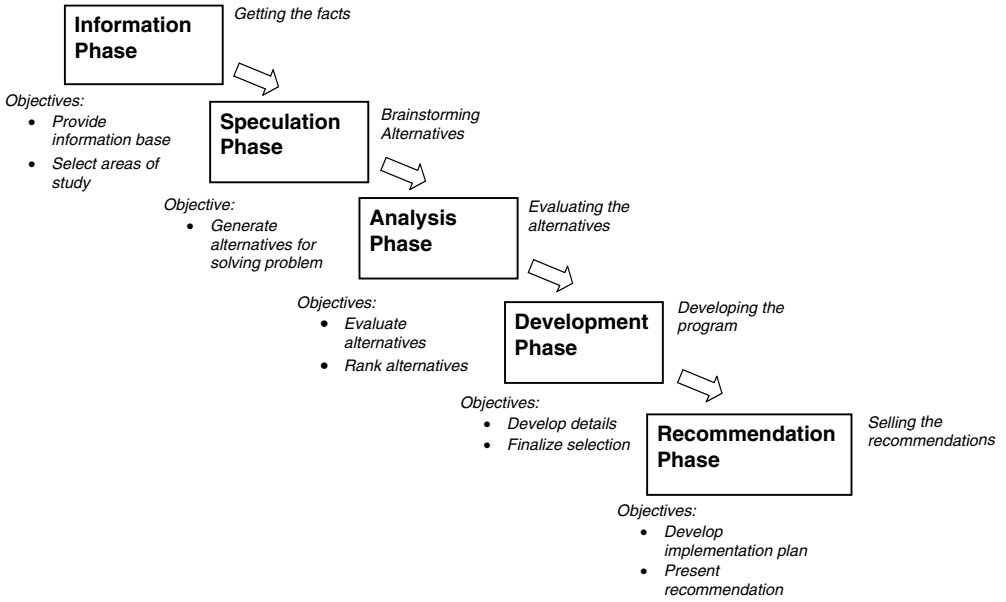 Information
Phase
Getting the facts
Objectives:
• Provide
information base
• Select areas of
study
Speculation
Phase
Brainstorming
Alternatives
Objective:
• Generate
alternatives for
solving problem
Analysis
Phase
Evaluating the
alternatives
Objectives:
• Evaluate
alternatives
• Rank alternatives
Development
Phase
Developing the
program
Objectives:
• Develop details
• Finalize selection
Recommendation
Phase
Selling the
recommendations
Objectives:
• Develop
implementation plan
• Present
recommendation